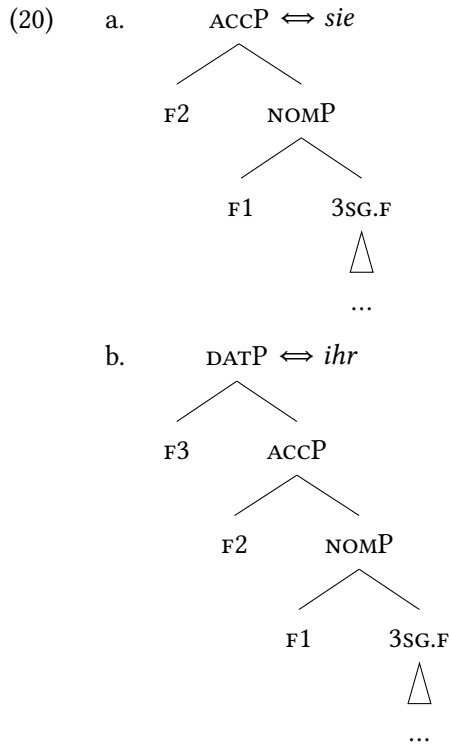 (20) a. ACCP ⇔ sie
F2 NOMP
F1 3SG.F
...
b. DATP ⇔ ihr
F3 ACCP
F2 NOMP
F1 3SG.F
...